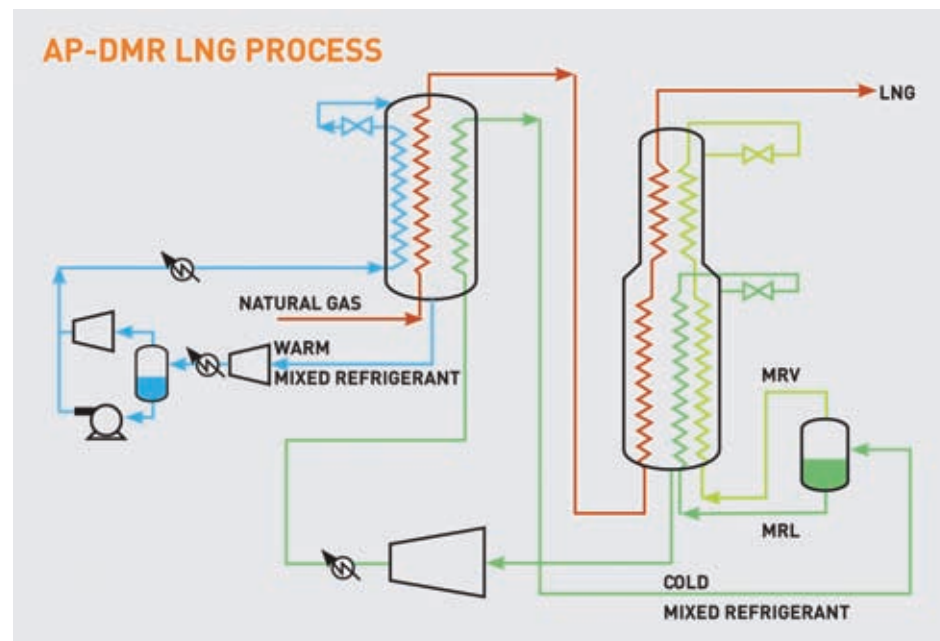 AP-DMR LNG PROCESS
LNG
NATURAL GAS
WARM
MIXED REFRIGERANT
MRV
MRL
COLD
MIXED REFRIGERANT